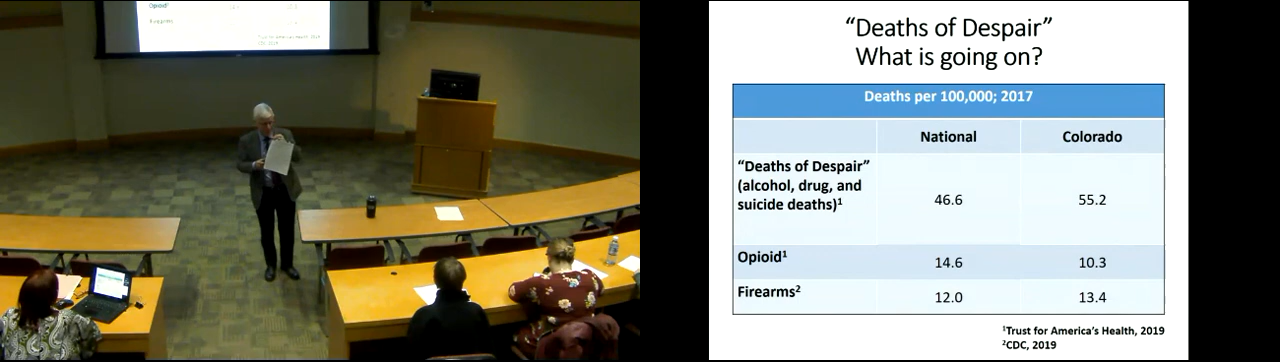 Opioid¹
"Deaths of Despair"
What is going on?
Deaths per 100,000; 2017
National Colorado
"Deaths of Despair"
(alcohol, drug, and
suicide deaths)¹ 46.6 55.2
Opioid¹ 14.6 10.3
Firearms² 12.0 13.4
¹Trust for America's Health, 2019
²CDC, 2019